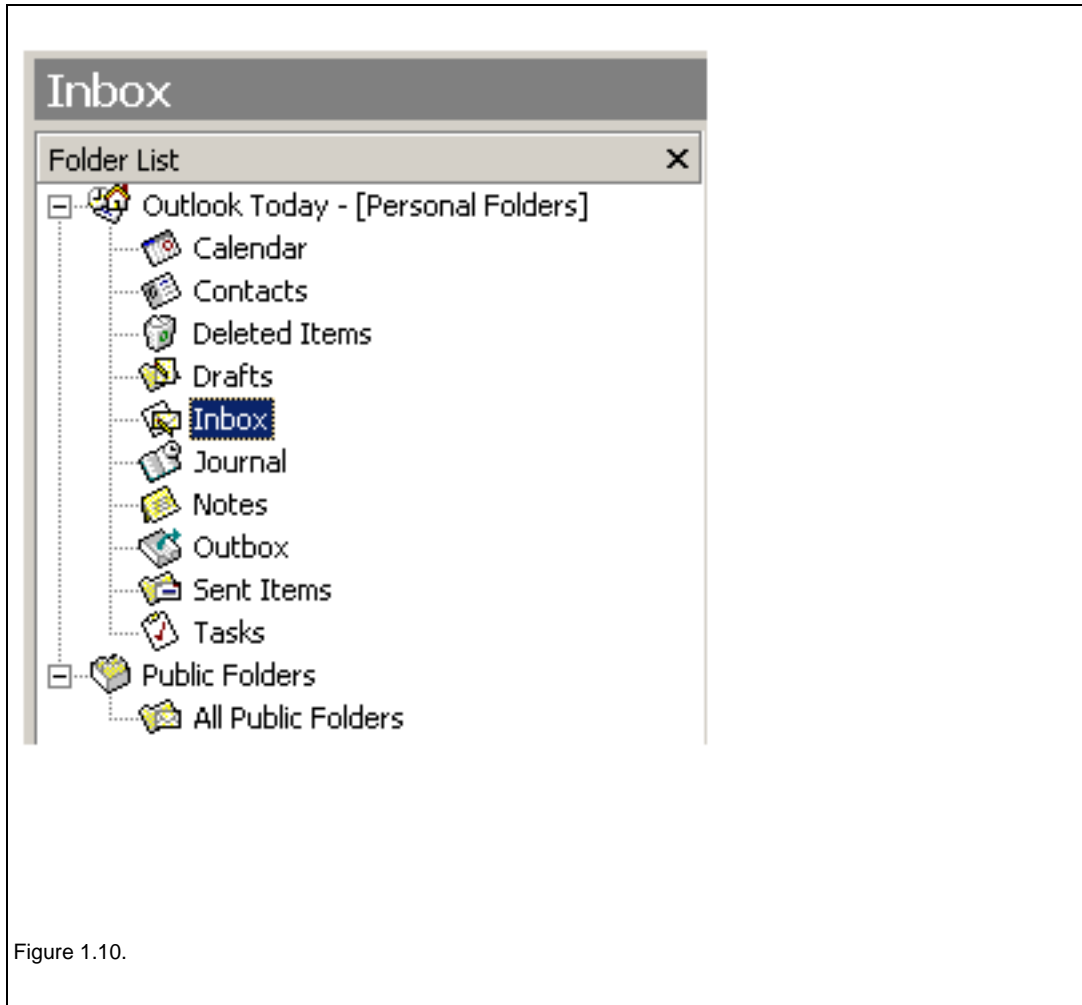 Inbox
Folder List
Outlook Today - [Personal Folders]
Calendar
Contacts
Deleted Items
Drafts
Inbox
Journal
Notes
Outbox
Sent Items
Tasks
Public Folders
All Public Folders
Figure 1.10.